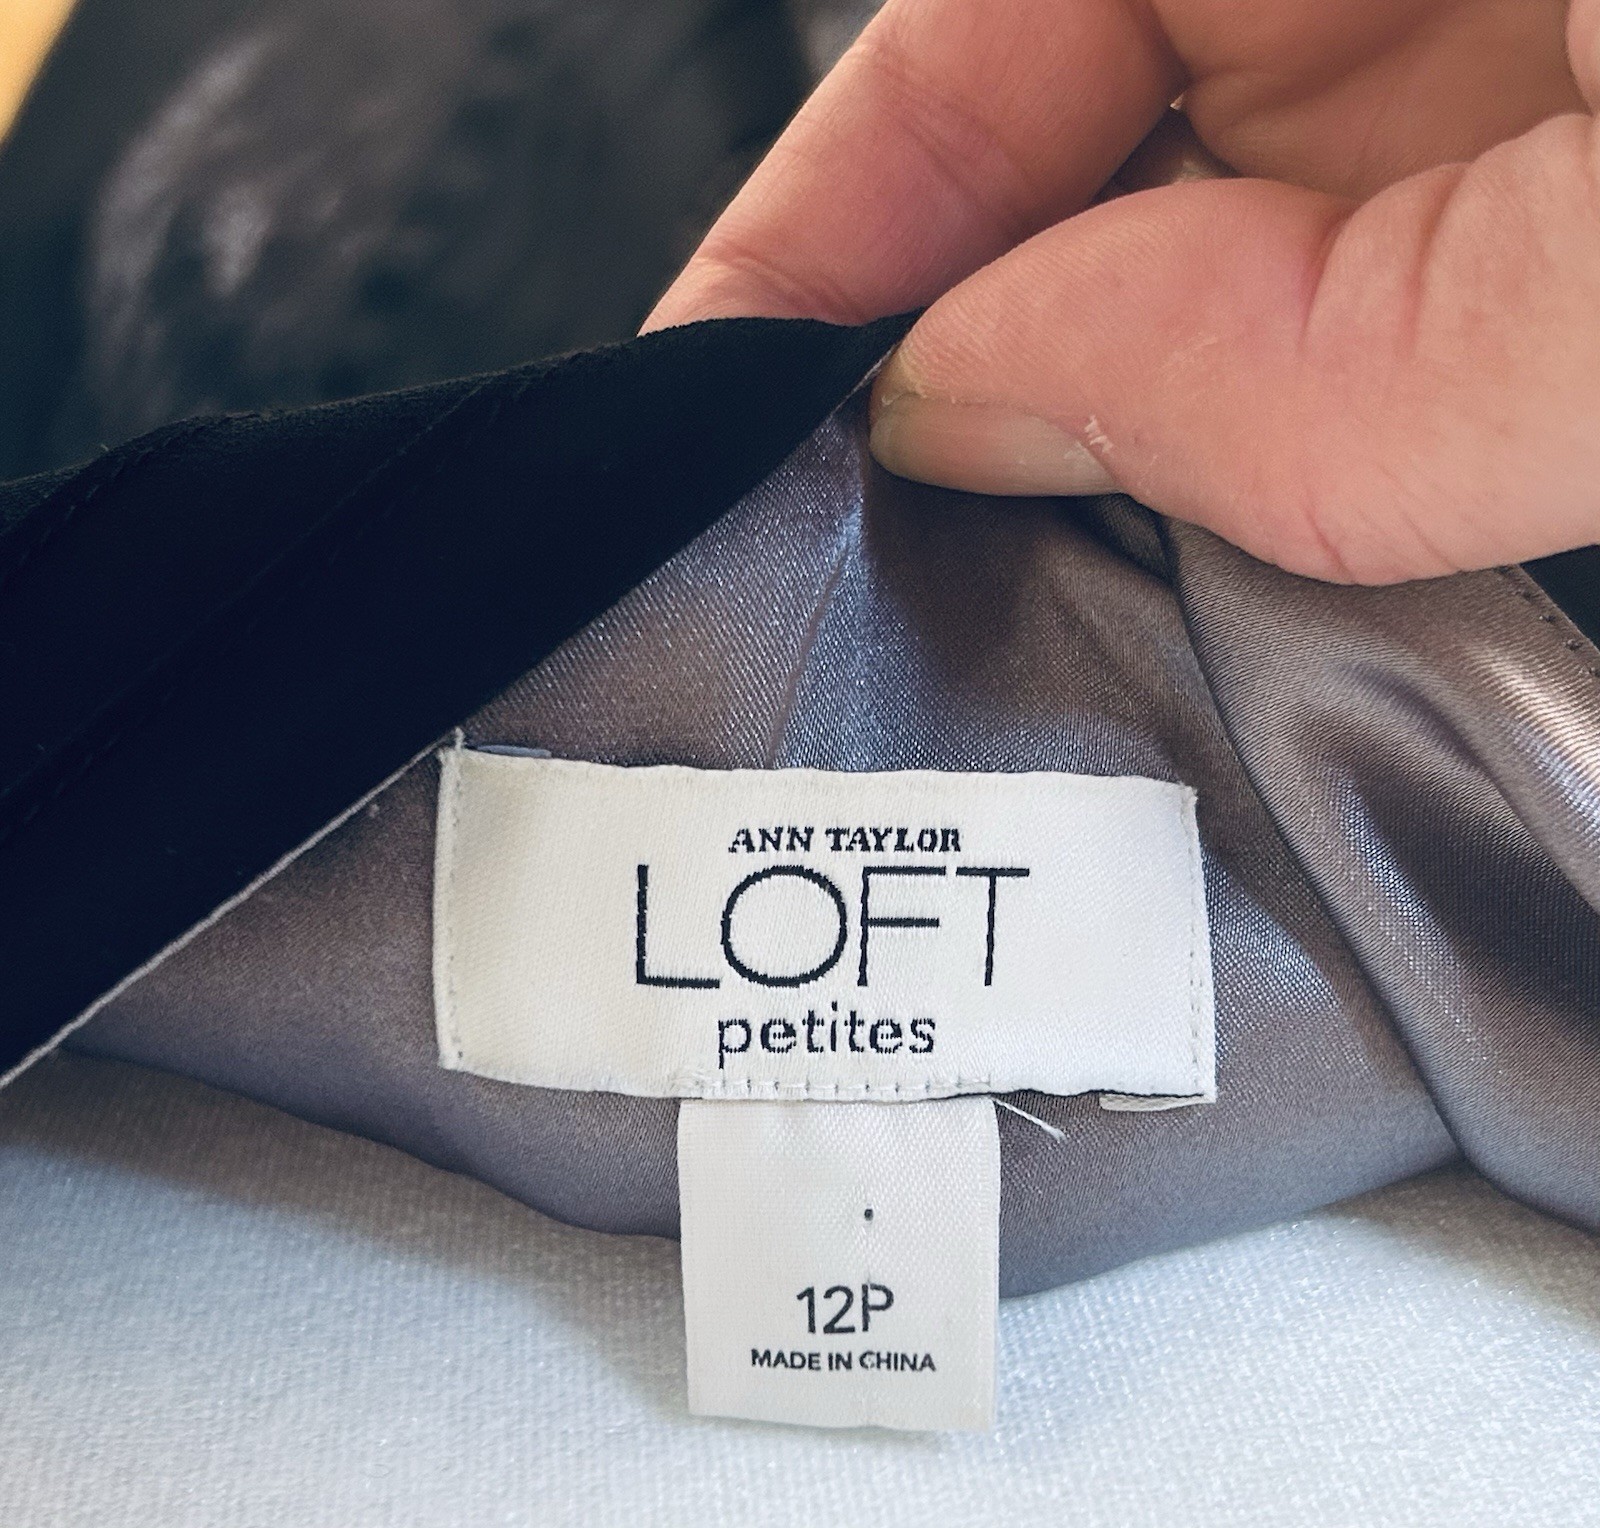 ANN TAYLOR
LOFT
petites
12P
MADE IN CHINA